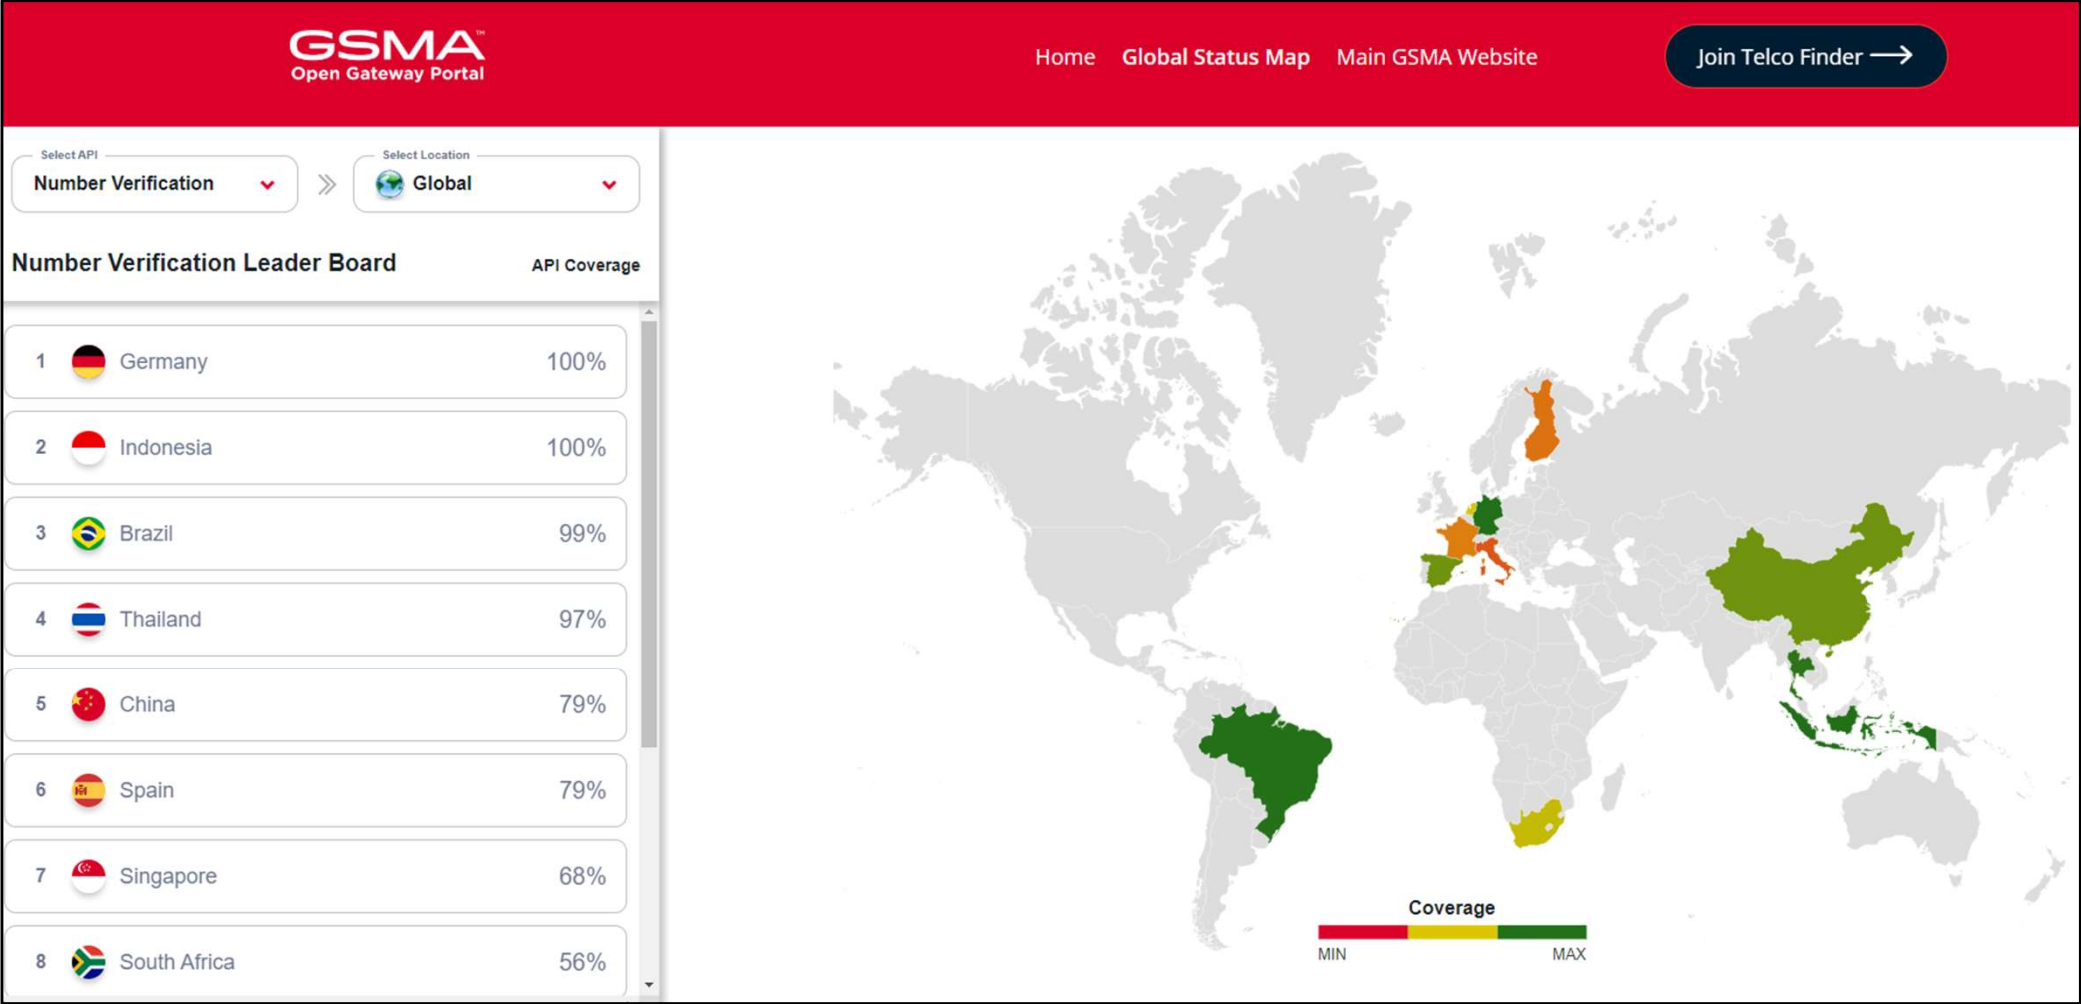 GSMA™
Open Gateway Portal
Home Global Status Map Main GSMA Website
Join Telco Finder
Select API
Number Verification
Select Location
Global
Number Verification Leader Board API Coverage
1 Germany 100%
2 Indonesia 100%
3 Brazil 99%
4 Thailand 97%
5 China 79%
6 Spain 79%
7 Singapore 68%
8 South Africa 56%
Coverage
MIN MAX